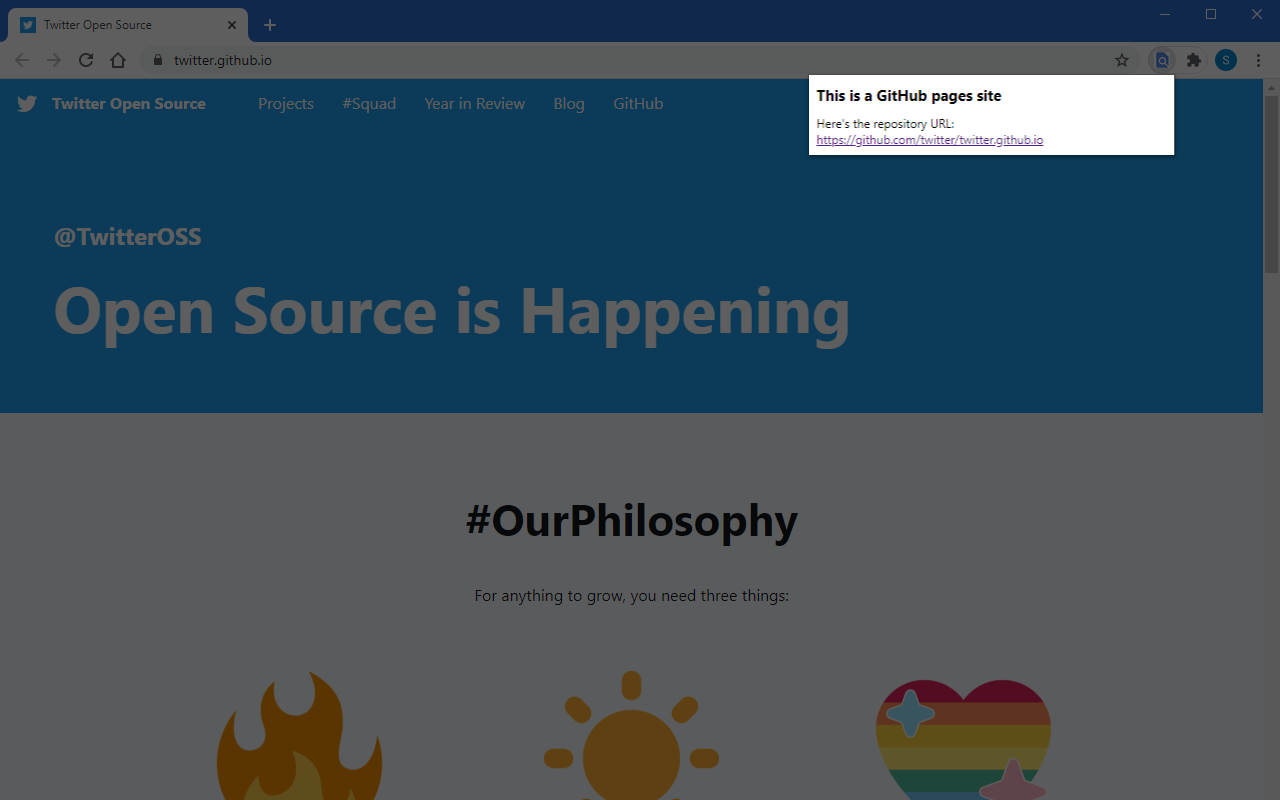 Twitter Open Source
twitter.github.io
S
Twitter Open Source Projects #Squad Year in Review Blog GitHub
This is a GitHub pages site
Here's the repository URL:
https://github.com/twitter/twitter.github.io
@TwitterOSS
Open Source is Happening
#OurPhilosophy
For anything to grow, you need three things: